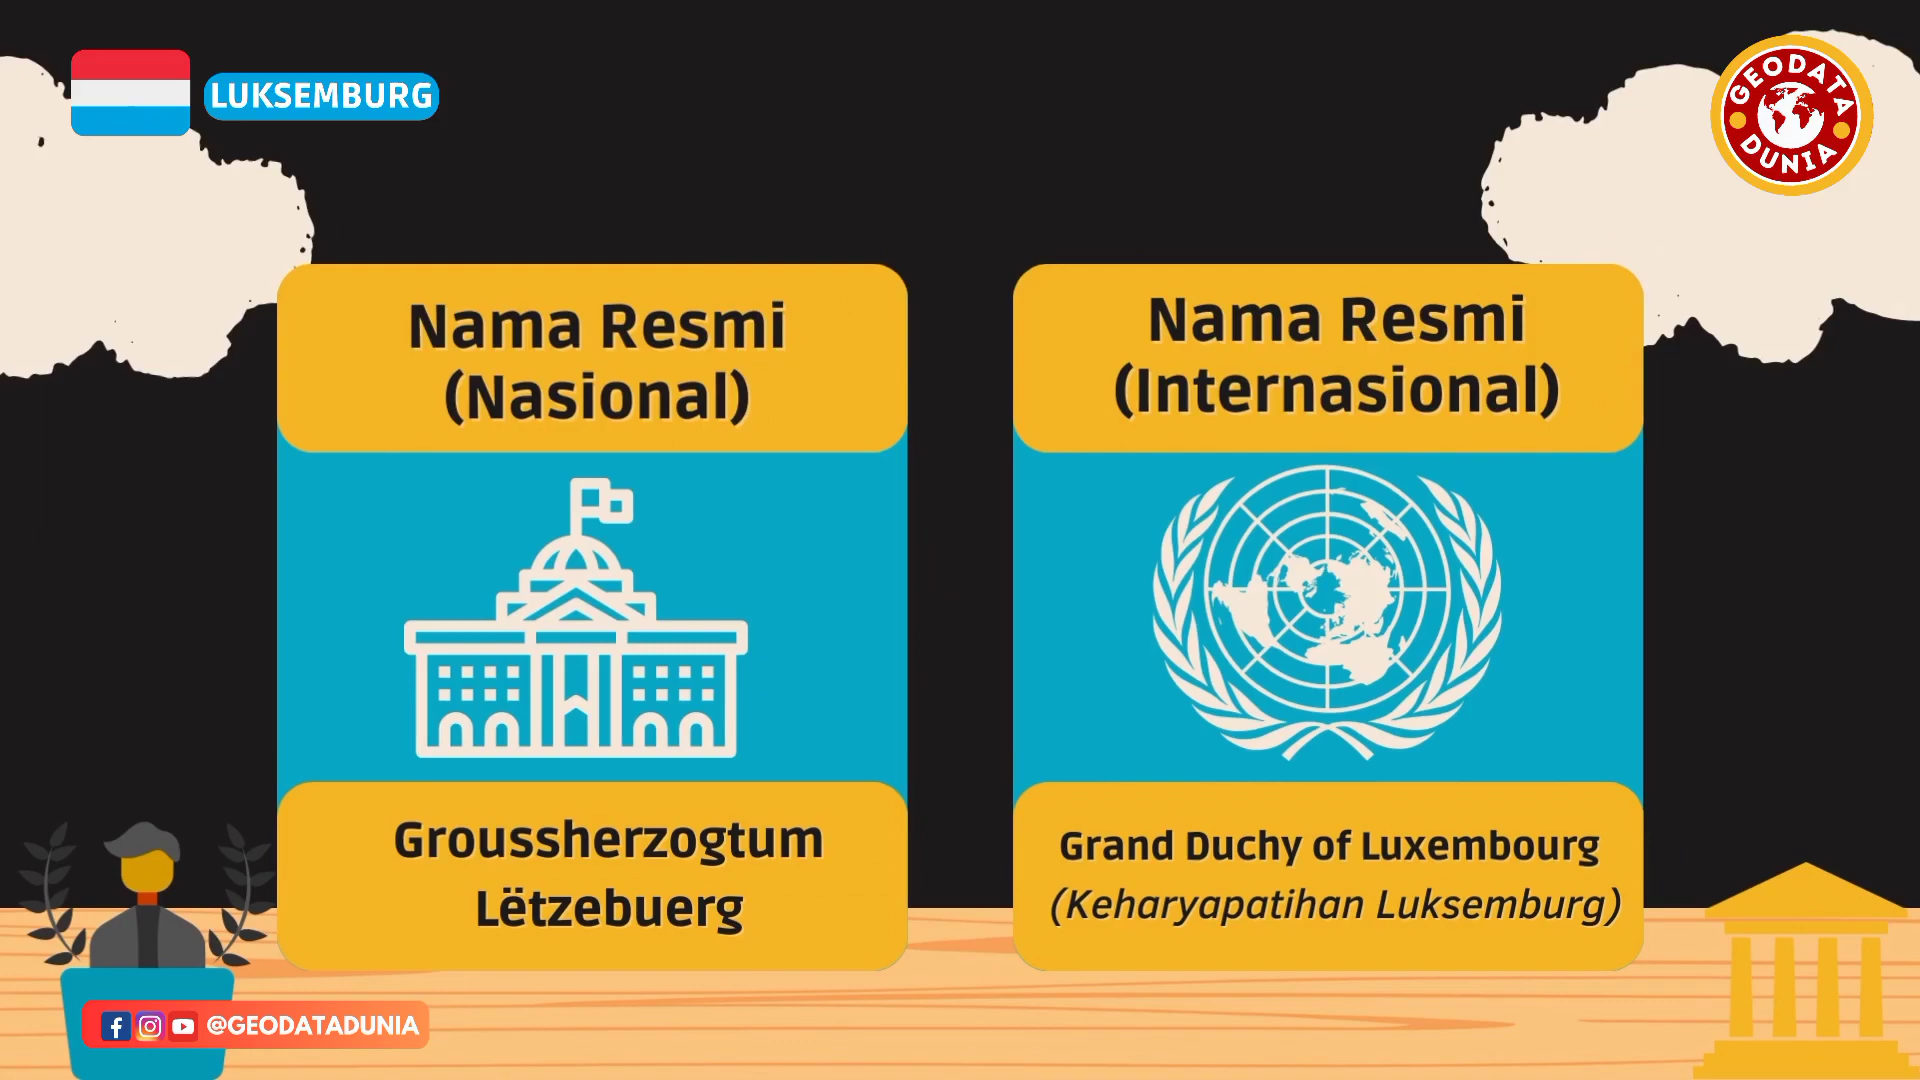 LUKSEMBURG
GEODATA
DUNIA
Nama Resmi
(Nasional)
Nama Resmi
(Internasional)
Groussherzogtum
Lëtzebuerg
Grand Duchy of Luxembourg
(Keharyapatihan Luksemburg)
@GEODATADUNIA